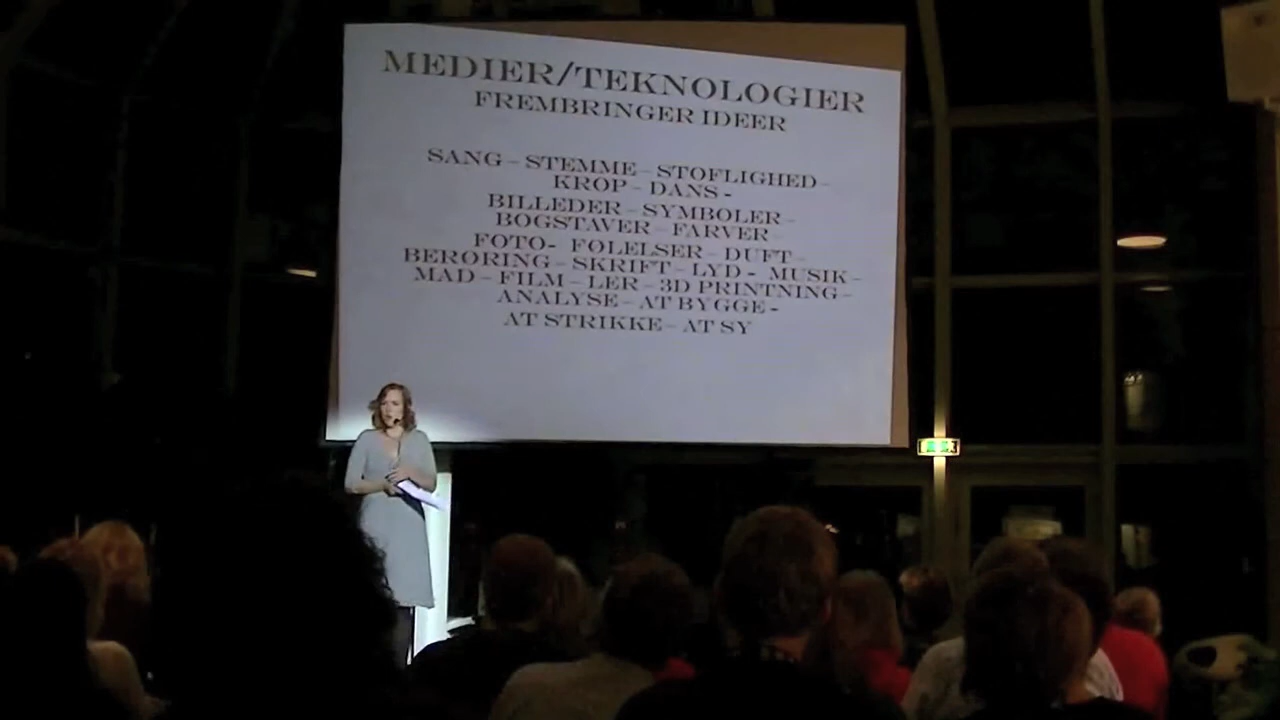 MEDIER/TEKNOLOGIER
FREMBRINGER IDEER
SANG - STEMME - STOFLIGHED -
KROP - DANS -
BILLEDER - SYMBOLER -
BOGSTAVER - FARVER -
FOTO- FØLELSER - DUFT -
BERØRING - SKRIFT - LYD - MUSIK -
MAD - FILM - LER - 3D PRINTNING -
ANALYSE - AT BYGGE -
AT STRIKKE - AT SY